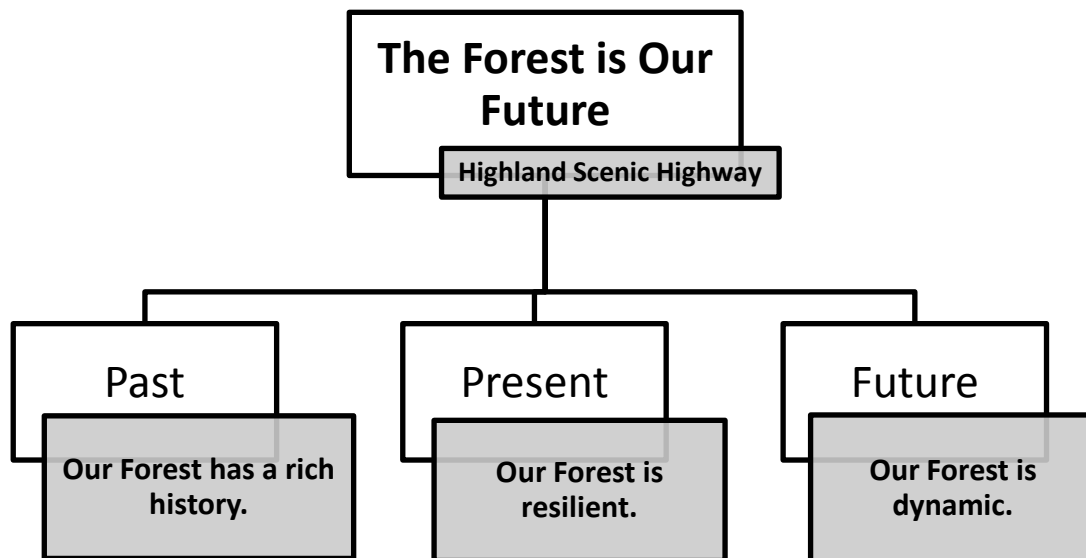 The Forest is Our
Future
Highland Scenic Highway
Past
Our Forest has a rich
history.
Present
Our Forest is
resilient.
Future
Our Forest is
dynamic.